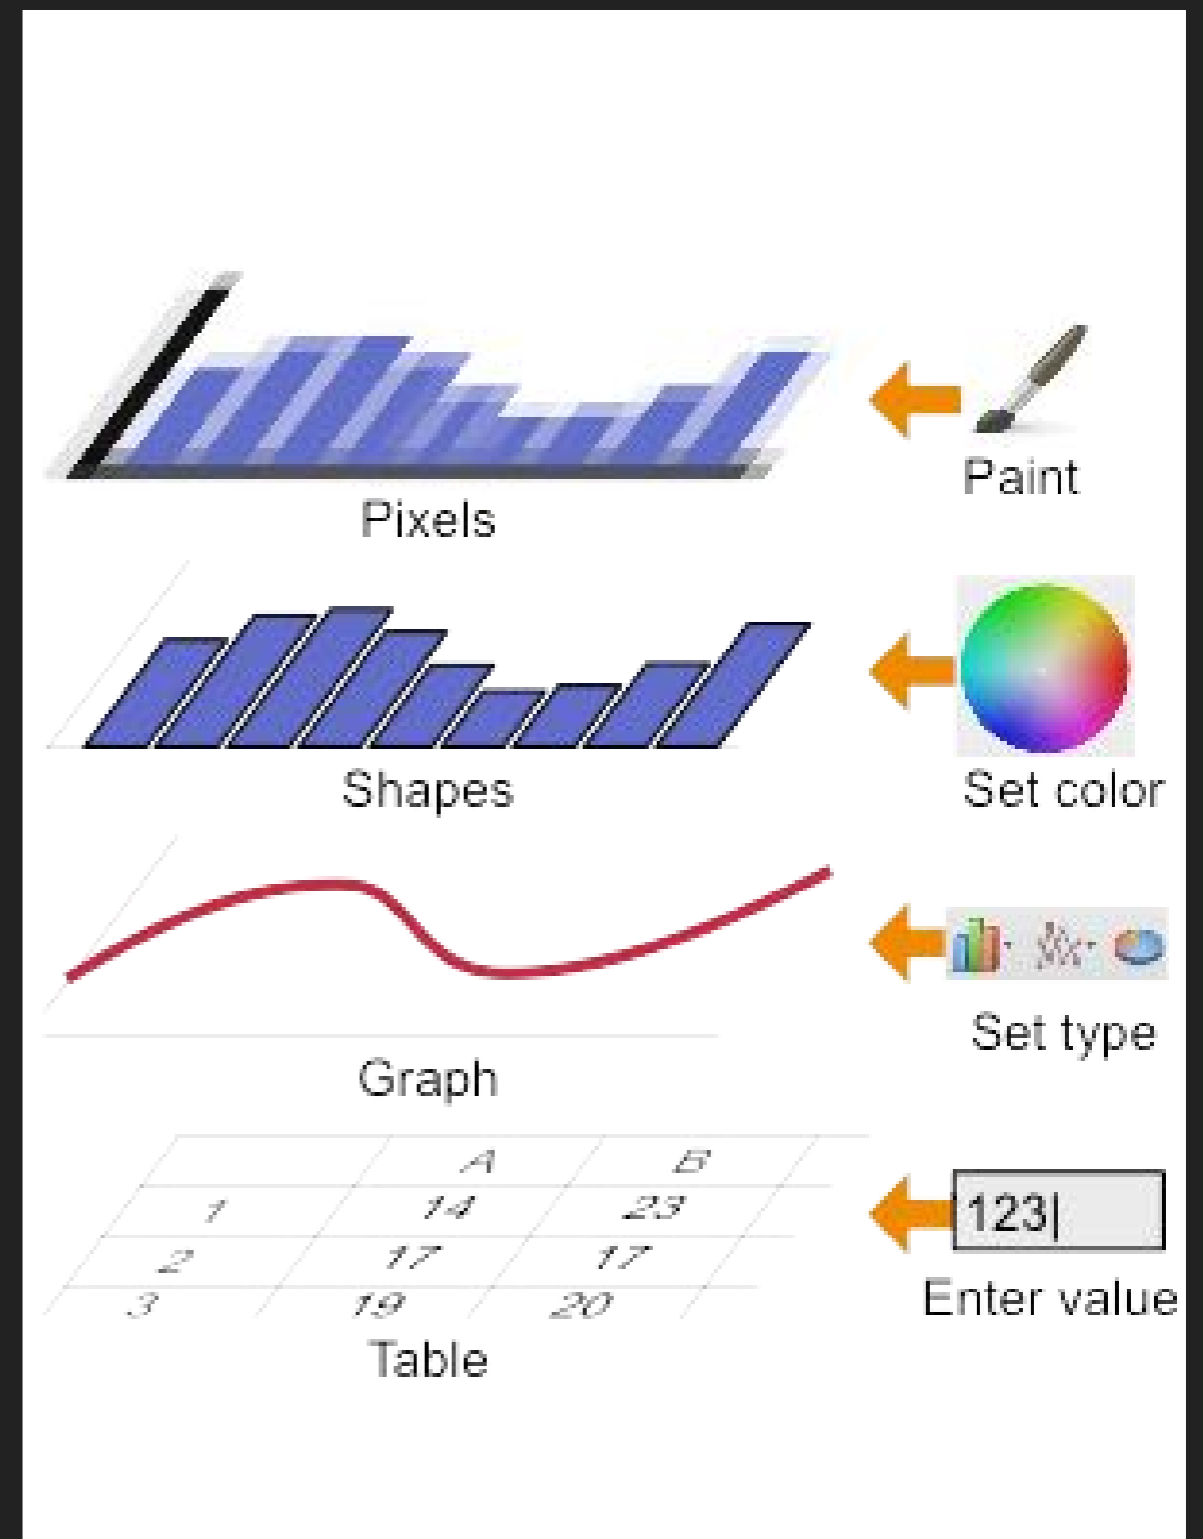 Paint
Pixels
Shapes
Set color
Graph
Set type
A B
1 14 23
2 17 17
3 19 20
123|
Enter value
Table